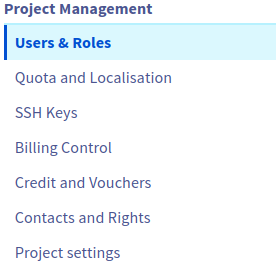 Project Management
Users & Roles
Quota and Localisation
SSH Keys
Billing Control
Credit and Vouchers
Contacts and Rights
Project settings